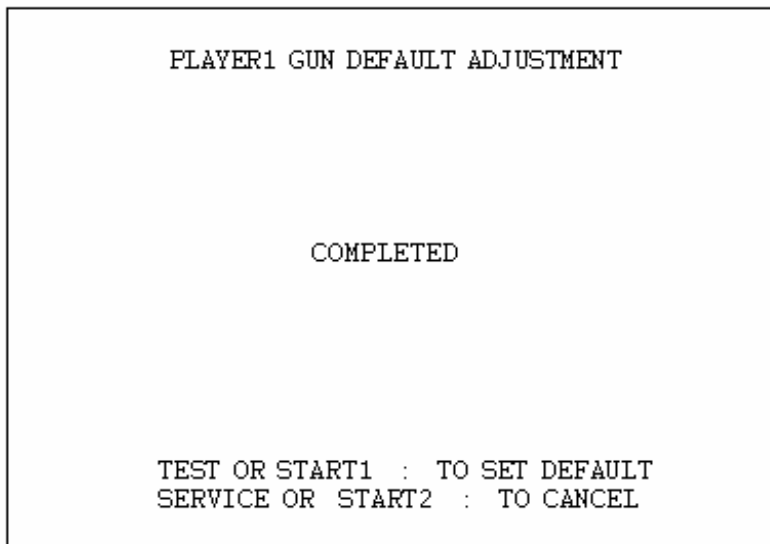 PLAYER1 GUN DEFAULT ADJUSTMENT
COMPLETED
TEST OR START1 : TO SET DEFAULT
SERVICE OR START2 : TO CANCEL